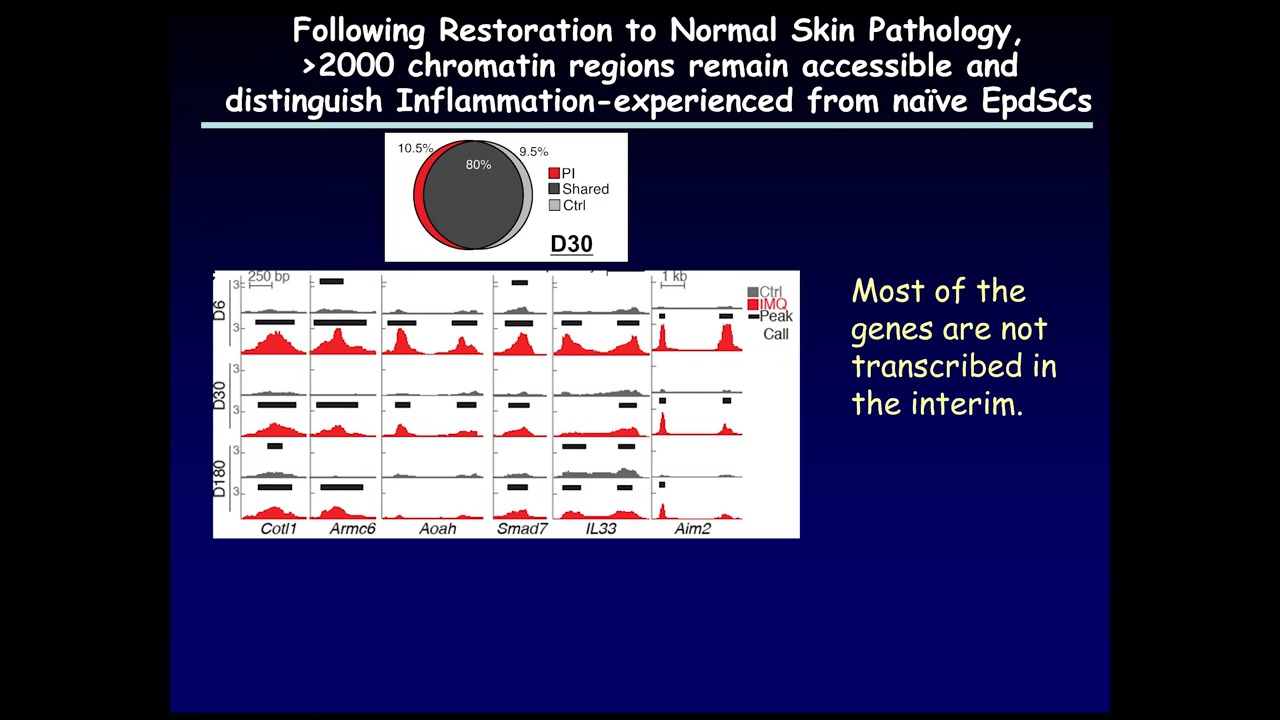 Following Restoration to Normal Skin Pathology,
>2000 chromatin regions remain accessible and
distinguish Inflammation-experienced from naïve EpdSCs
10.5%
80%
9.5%
PI
Shared
Ctrl
D30
250 bp
1 kb
Ctrl
IMQ
Peak
Call
D6
3
3
D30
3
3
D180
3
3
Cotl1
Armc6
Aoah
Smad7
IL33
Aim2
Most of the
genes are not
transcribed in
the interim.